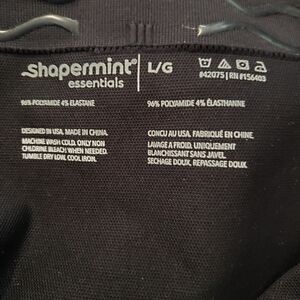 shapermint®
essentials
L/G
#42075 | RN #156403
96% POLYAMIDE 4% ELASTANE
96% POLYAMIDE 4% ÉLASTHANNE
DESIGNED IN USA. MADE IN CHINA.
MACHINE WASH COLD. ONLY NON
CHLORINE BLEACH WHEN NEEDED.
TUMBLE DRY LOW. COOL IRON.
CONCU AU USA. FABRIQUÉ EN CHINE.
LAVAGE A FROID, UNIQUEMENT
BLANCHISSANT SANS JAVEL.
SECHAGE DOUX. REPASSAGE DOUX.